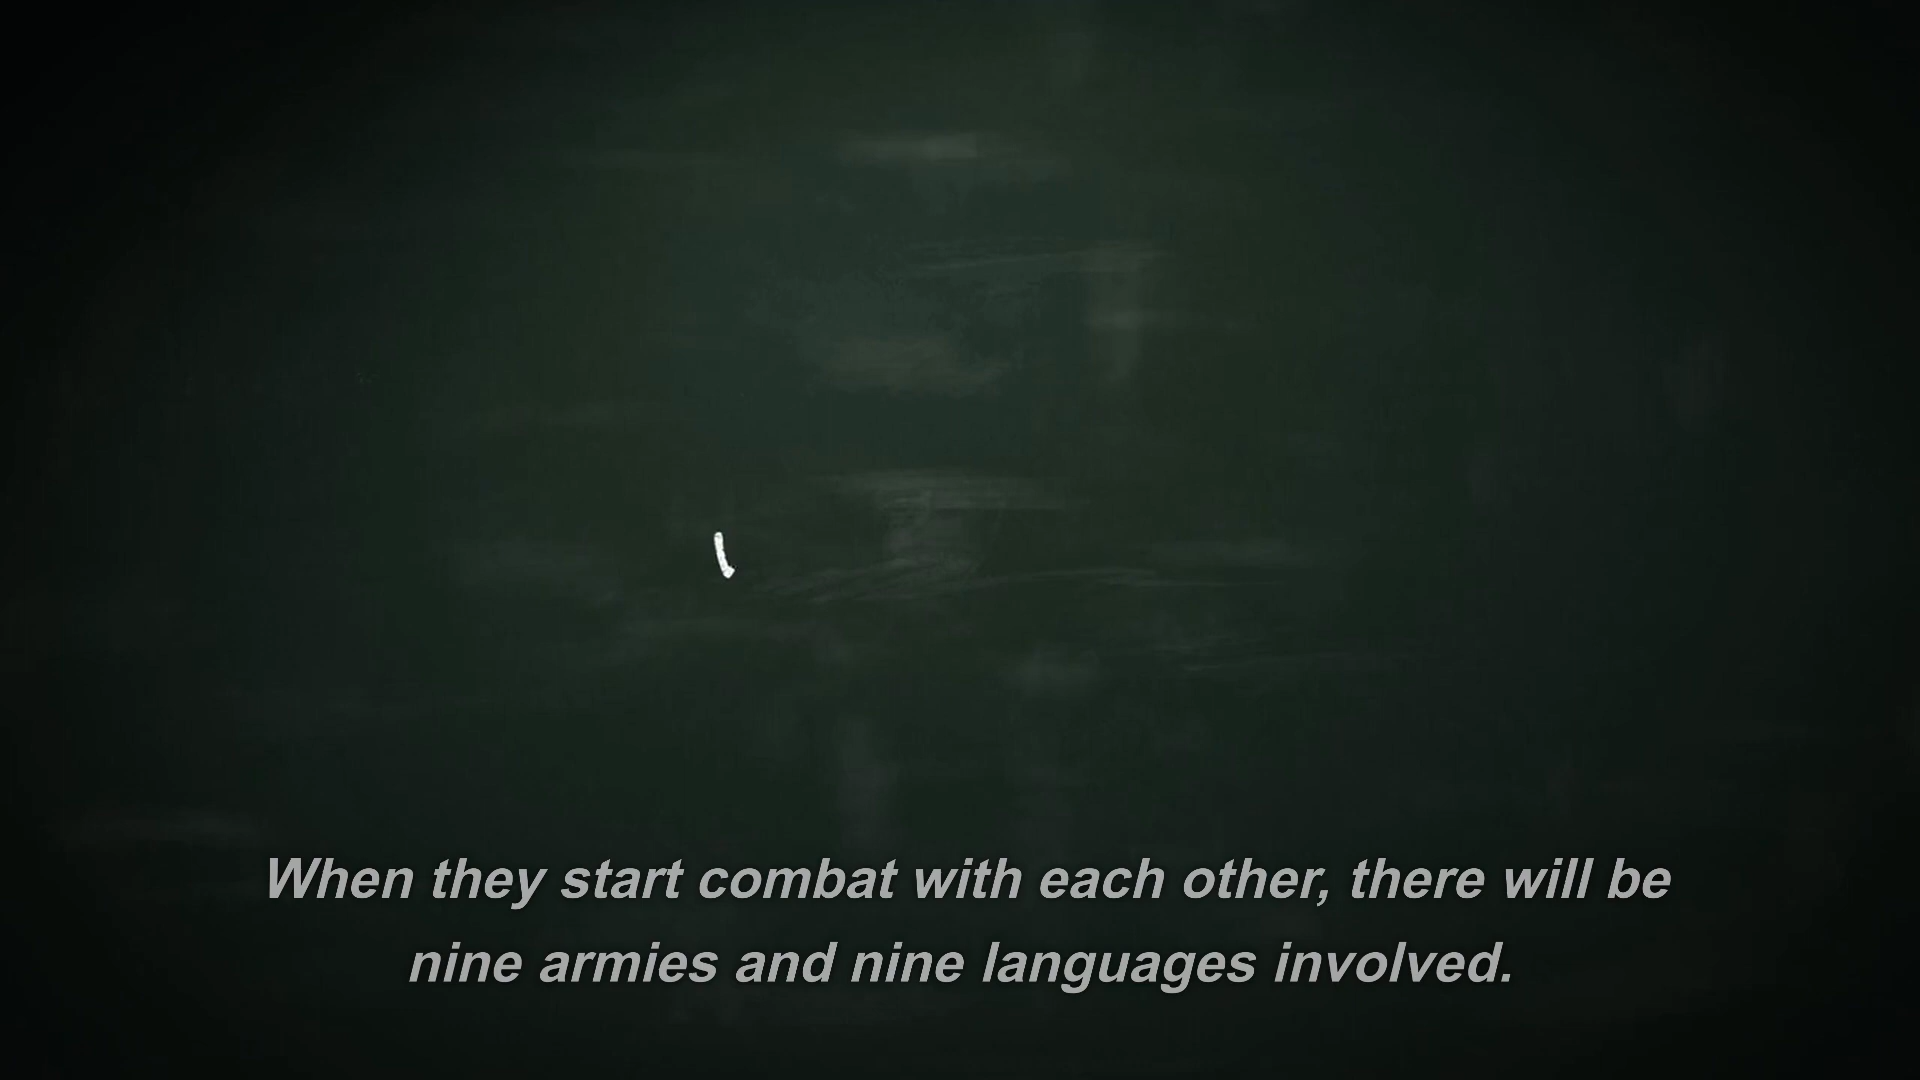 When they start combat with each other, there will be
nine armies and nine languages involved.